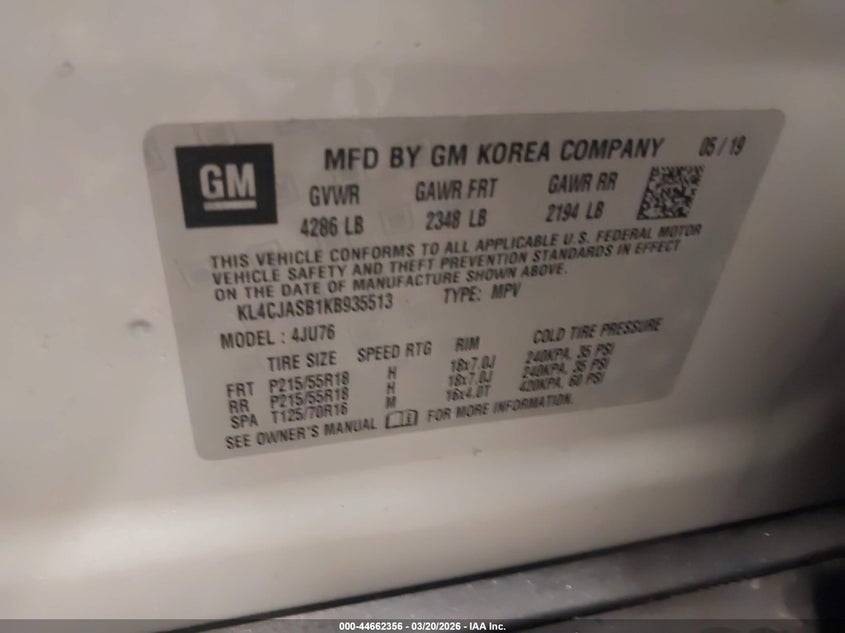 GM
MFD BY GM KOREA COMPANY 05/19
GVWR GAWR FRT GAWR RR
4286 LB 2348 LB 2194 LB
THIS VEHICLE CONFORMS TO ALL APPLICABLE U.S. FEDERAL MOTOR
VEHICLE SAFETY AND THEFT PREVENTION STANDARDS IN EFFECT
ON THE DATE OF MANUFACTURE SHOWN ABOVE.
KL4CJASB1KB935513 TYPE: MPV
MODEL : 4JU76
TIRE SIZE SPEED RTG RIM COLD TIRE PRESSURE
FRT P215/55R18 H 18x7.0J 240KPA, 35 PSI
RR P215/55R18 H 18x7.0J 240KPA, 35 PSI
SPA T125/70R16 M 16x4.0T 420KPA, 60 PSI
SEE OWNER'S MANUAL FOR MORE INFORMATION.
000-44662356 - 03/20/2026 - IAA Inc.